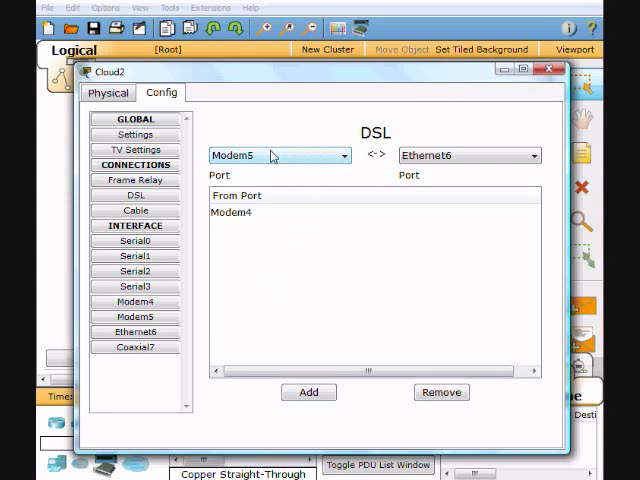 File Edit Options View Tools Extensions Help
Logical [Root] New Cluster Move Object Set Tiled Background Viewport
Cloud2
Physical Config
GLOBAL
Settings
TV Settings
CONNECTIONS
Frame Relay
DSL
Cable
INTERFACE
Serial0
Serial1
Serial2
Serial3
Modem4
Modem5
Ethernet6
Coaxial7
DSL
Modem5 <-> Ethernet6
Port Port
From Port
Modem4
Add Remove
Time:
Desti
Toggle PDU List Window
Copper Straight-Through